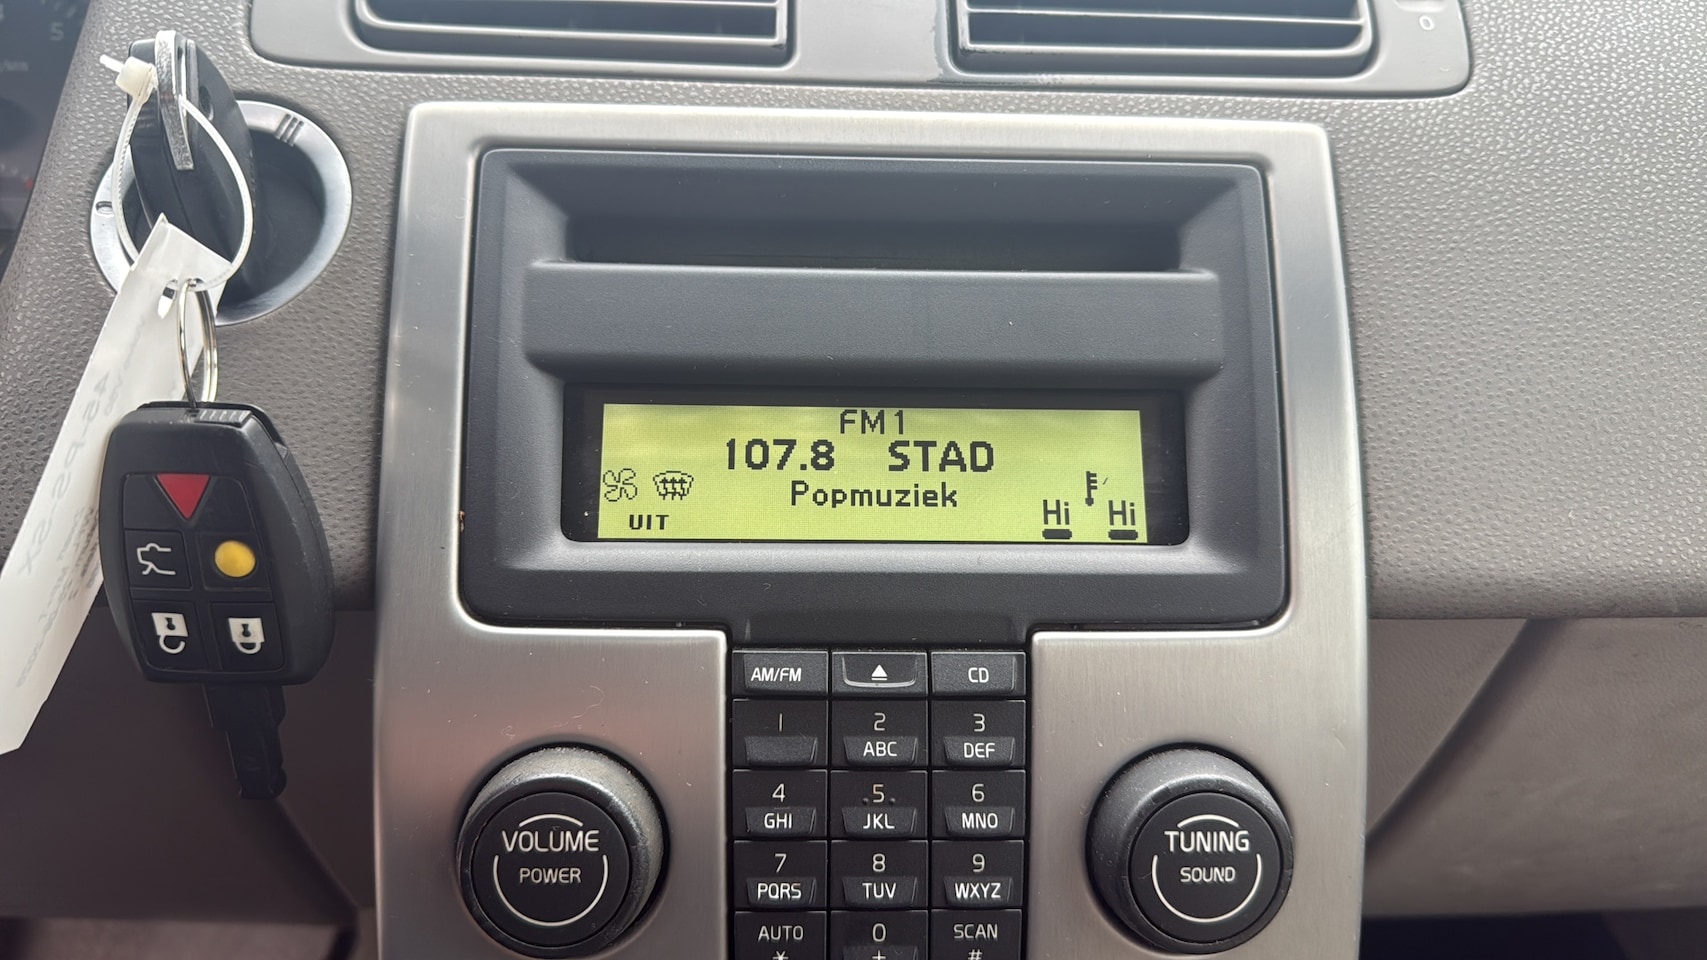 FM1
107.8 STAD
Popmuziek
UIT
Hi Hi
AM/FM
CD
1
2
3
ABC
DEF
4
5
6
GHI
JKL
MNO
7
8
9
PQRS
TUV
WXYZ
AUTO
0
SCAN
*
+
#
VOLUME
POWER
TUNING
SOUND
0